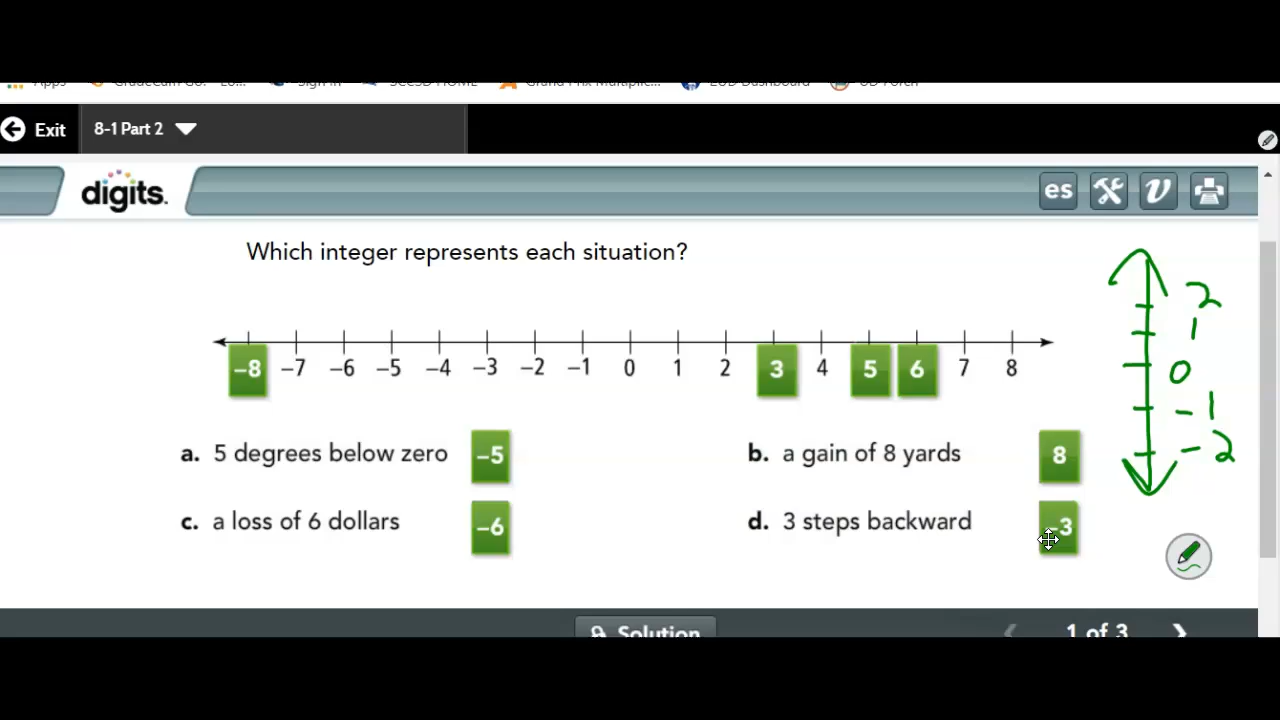 Exit 8-1 Part 2
digits. es V
Which integer represents each situation?
-8 -7 -6 -5 -4 -3 -2 -1 0 1 2 3 4 5 6 7 8
a. 5 degrees below zero -5 b. a gain of 8 yards 8
c. a loss of 6 dollars -6 d. 3 steps backward -3
2
1
0
-1
-2
Solution 1 of 3